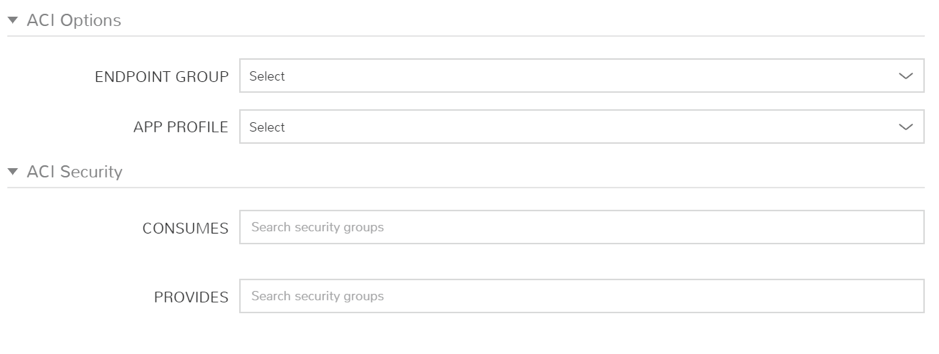 ACI Options
ENDPOINT GROUP Select
APP PROFILE Select
ACI Security
CONSUMES Search security groups
PROVIDES Search security groups